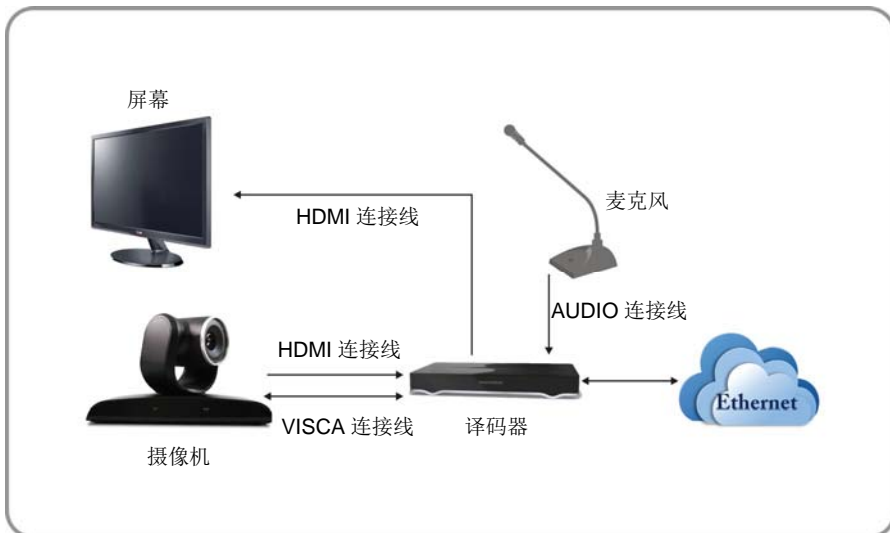 屏幕
HDMI 连接线
麦克风
AUDIO 连接线
HDMI 连接线
VISCA 连接线
译码器
摄像机
Ethernet